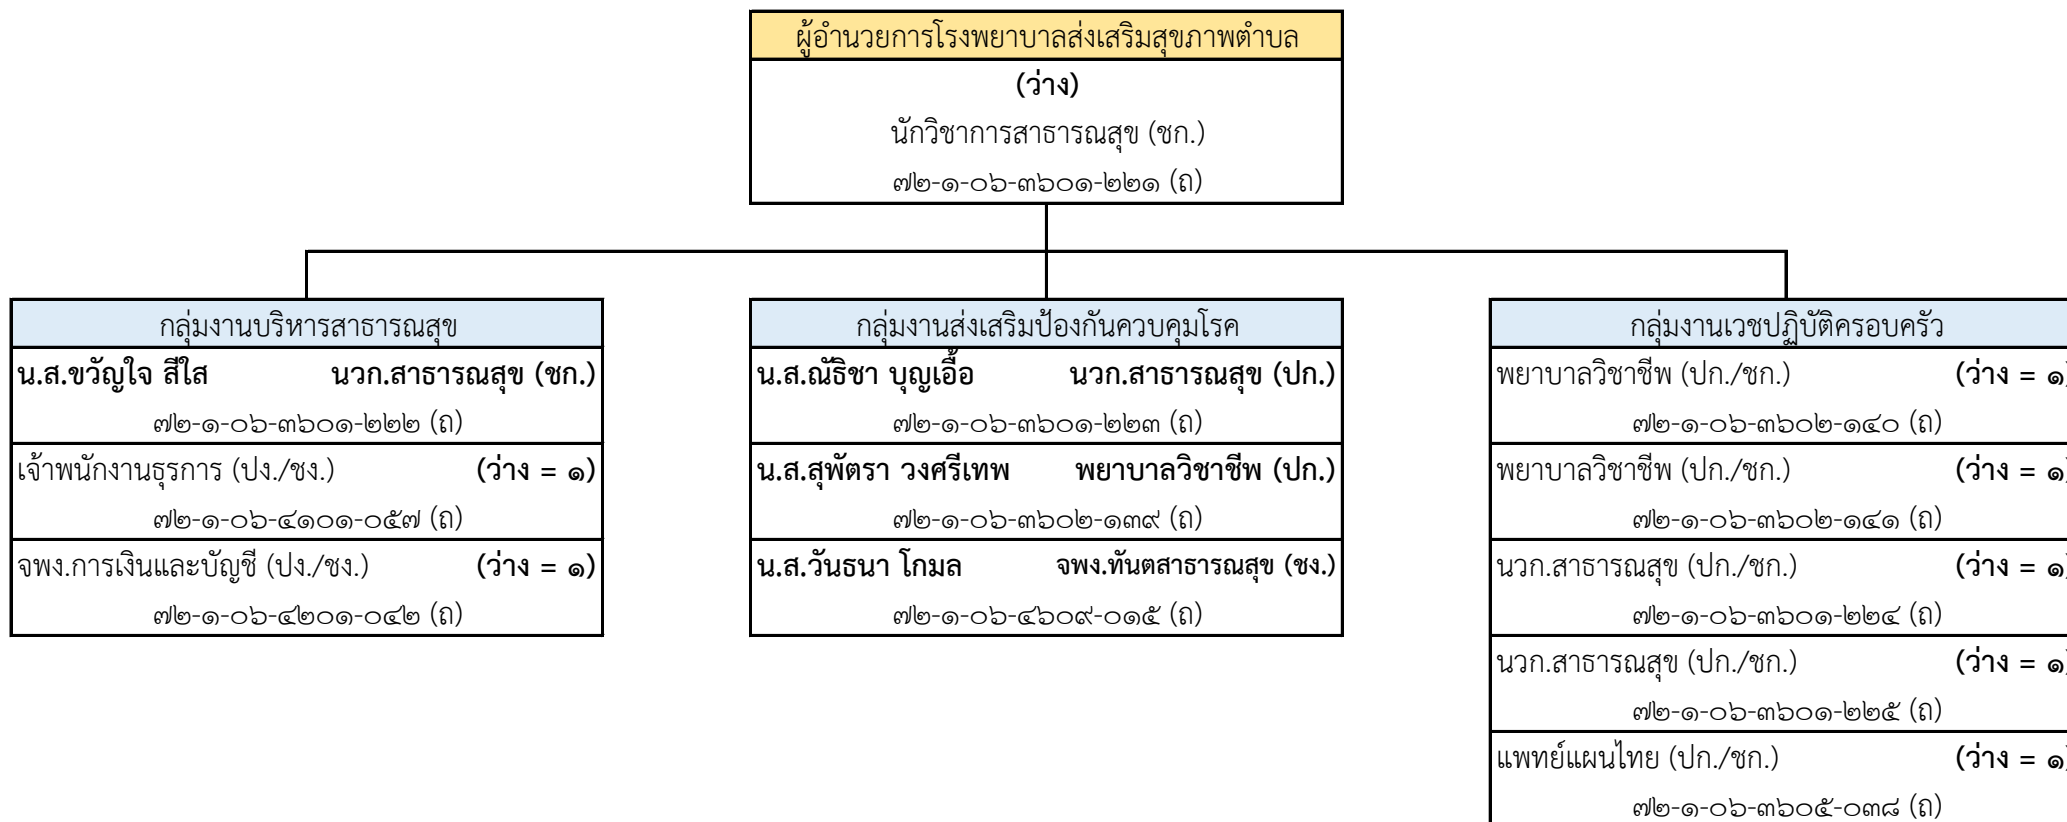 ผู้อำนวยการโรงพยาบาลส่งเสริมสุขภาพตำบล
(ว่าง)
นักวิชาการสาธารณสุข (ชก.)
๗๒-๑-๐๖-๓๖๐๑-๒๒๑ (ถ)
กลุ่มงานบริหารสาธารณสุข
น.ส.ขวัญใจ สีใส นวก.สาธารณสุข (ชก.)
๗๒-๑-๐๖-๓๖๐๑-๒๒๒ (ถ)
เจ้าพนักงานธุรการ (ปง./ชง.) (ว่าง = ๑)
๗๒-๑-๐๖-๔๑๐๑-๐๕๗ (ถ)
จพง.การเงินและบัญชี (ปง./ชง.) (ว่าง = ๑)
๗๒-๑-๐๖-๔๒๐๑-๐๔๒ (ถ)
กลุ่มงานส่งเสริมป้องกันควบคุมโรค
น.ส.ณัธิชา บุญเอื้อ นวก.สาธารณสุข (ปก.)
๗๒-๑-๐๖-๓๖๐๑-๒๒๓ (ถ)
น.ส.สุพัตรา วงศรีเทพ พยาบาลวิชาชีพ (ปก.)
๗๒-๑-๐๖-๓๖๐๒-๑๓๙ (ถ)
น.ส.วันธนา โกมล จพง.ทันตสาธารณสุข (ชง.)
๗๒-๑-๐๖-๔๖๐๙-๐๑๕ (ถ)
กลุ่มงานเวชปฏิบัติครอบครัว
พยาบาลวิชาชีพ (ปก./ชก.) (ว่าง = ๑)
๗๒-๑-๐๖-๓๖๐๒-๑๔๐ (ถ)
พยาบาลวิชาชีพ (ปก./ชก.) (ว่าง = ๑)
๗๒-๑-๐๖-๓๖๐๒-๑๔๑ (ถ)
นวก.สาธารณสุข (ปก./ชก.) (ว่าง = ๑)
๗๒-๑-๐๖-๓๖๐๑-๒๒๔ (ถ)
นวก.สาธารณสุข (ปก./ชก.) (ว่าง = ๑)
๗๒-๑-๐๖-๓๖๐๑-๒๒๕ (ถ)
แพทย์แผนไทย (ปก./ชก.) (ว่าง = ๑)
๗๒-๑-๐๖-๓๖๐๕-๐๓๘ (ถ)